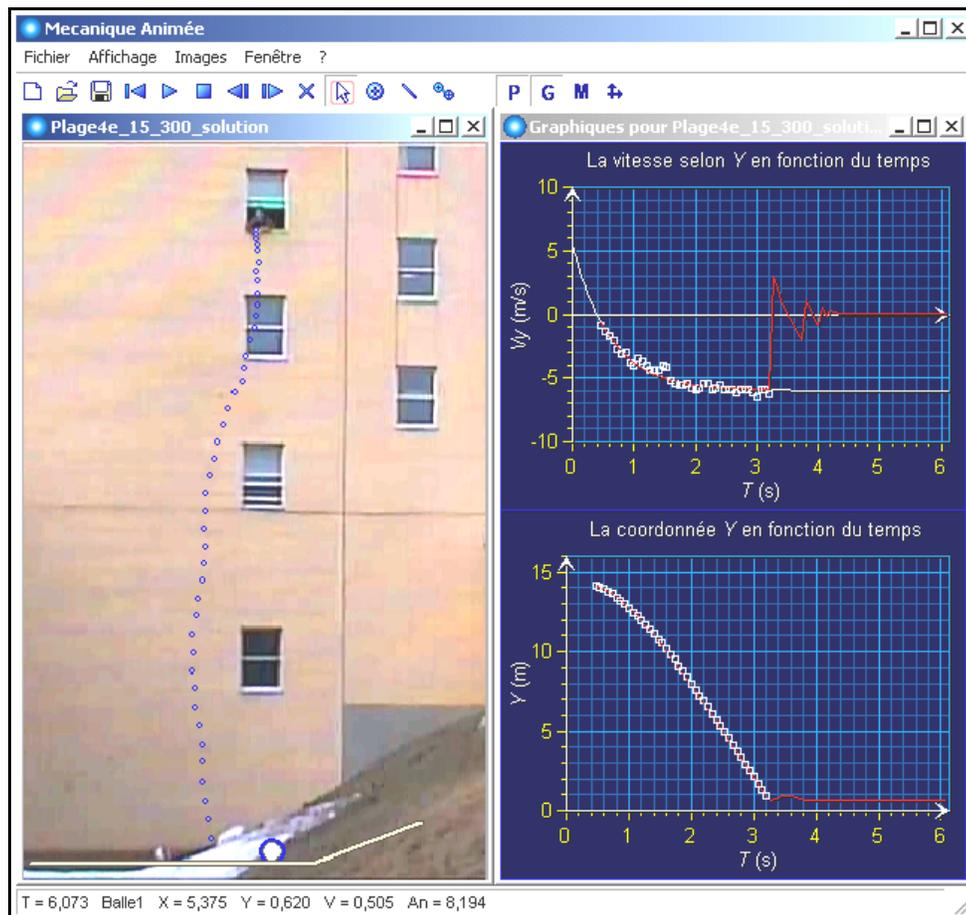 Mecanique Animée
Fichier Affichage Images Fenêtre ?
P G M
Plage4e_15_300_solution
Graphiques pour Plage4e_15_300_soluti...
La vitesse selon Y en fonction du temps
10
5
0
-5
-10
Vy (m/s)
0 1 2 3 4 5 6
T (s)
La coordonnée Y en fonction du temps
15
10
5
0
Y (m)
0 1 2 3 4 5 6
T (s)
T = 6,073 Balle1 X = 5,375 Y = 0,620 V = 0,505 An = 8,194